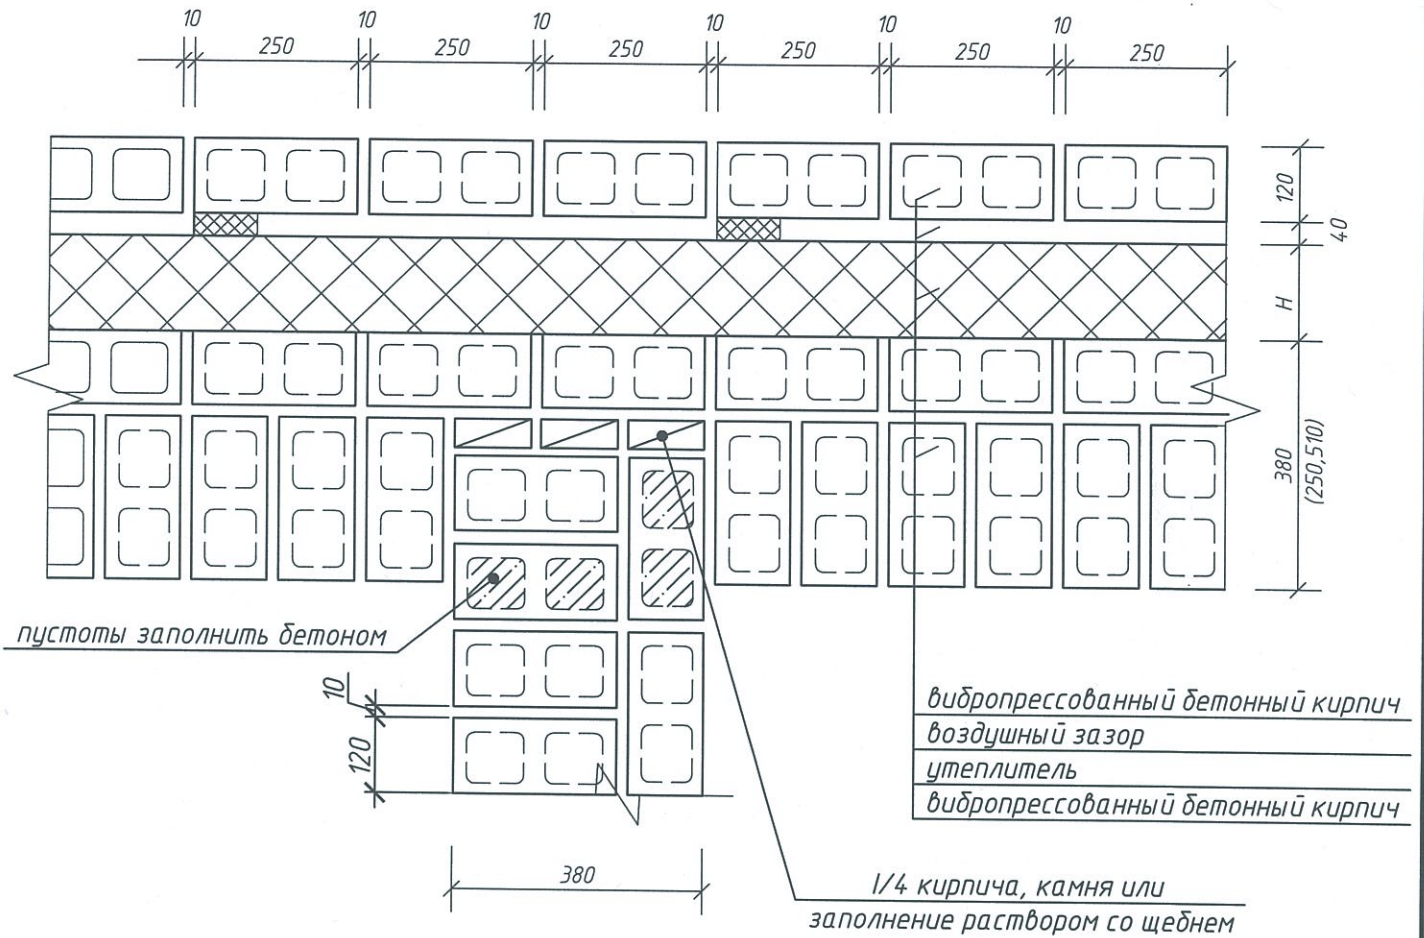 10 10 10 10 10 10
250 250 250 250 250 250
120
40
Н
380
(250,510)
пустоты заполнить бетоном
10
120
вибропрессованный бетонный кирпич
воздушный зазор
утеплитель
вибропрессованный бетонный кирпич
380
1/4 кирпича, камня или
заполнение раствором со щебнем